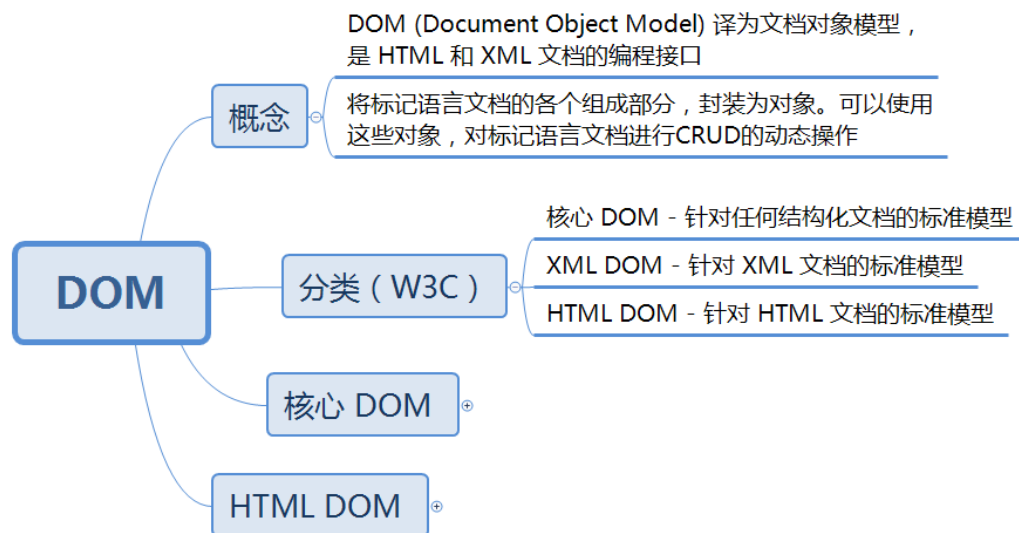 DOM (Document Object Model) 译为文档对象模型，
是 HTML 和 XML 文档的编程接口
概念
将标记语言文档的各个组成部分，封装为对象。可以使用
这些对象，对标记语言文档进行CRUD的动态操作
核心 DOM - 针对任何结构化文档的标准模型
DOM
分类（W3C）
XML DOM - 针对 XML 文档的标准模型
HTML DOM - 针对 HTML 文档的标准模型
核心 DOM
HTML DOM